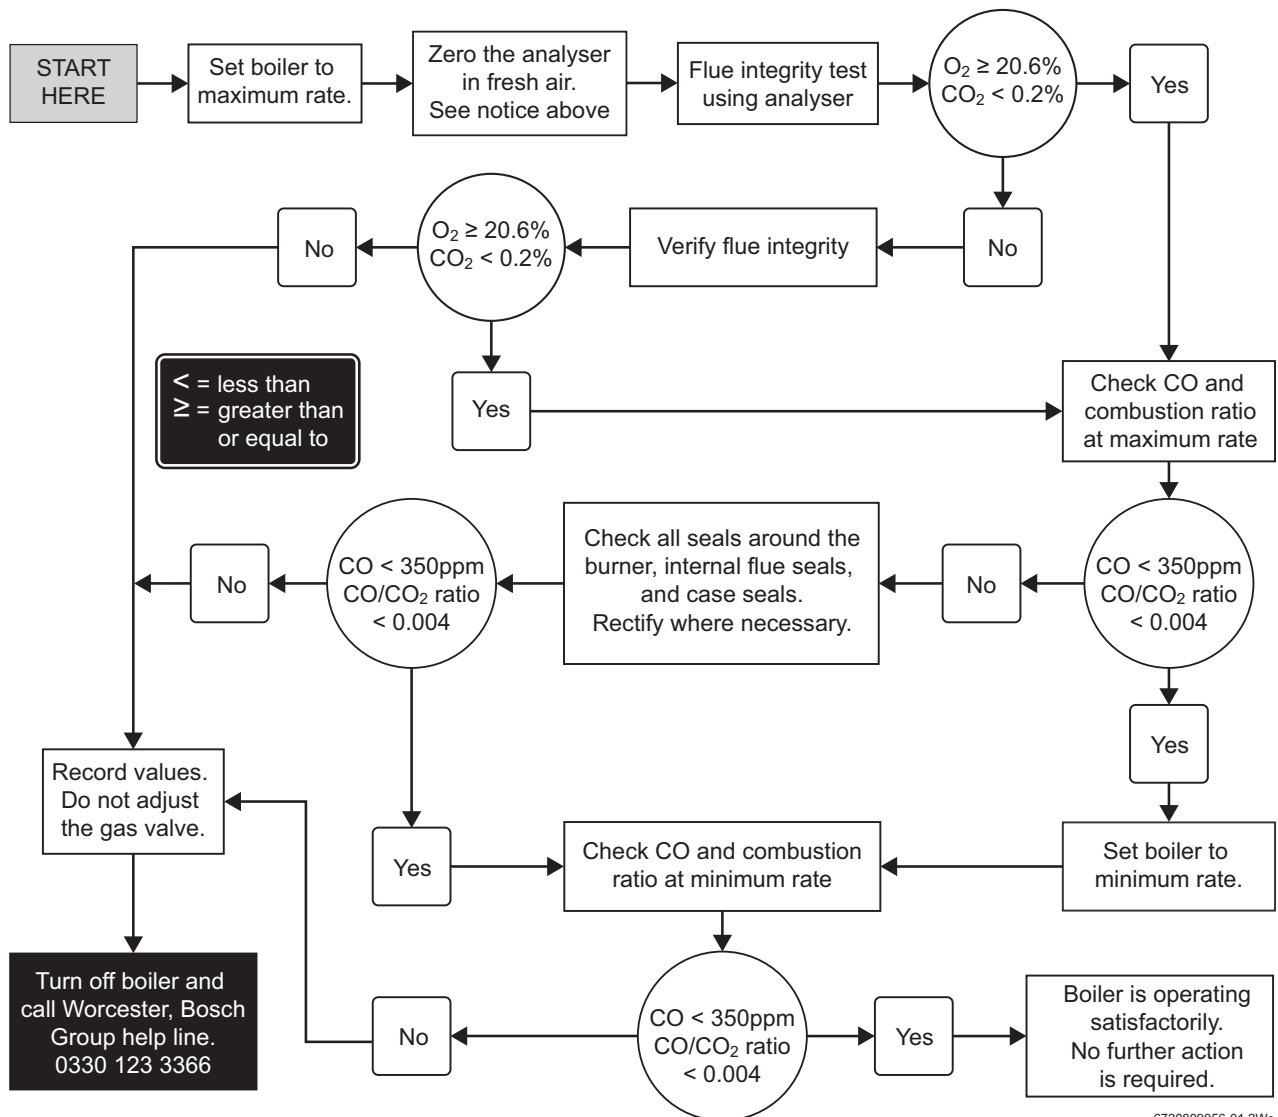 START
HERE
Set boiler to
maximum rate.
Zero the analyser
in fresh air.
See notice above
Flue integrity test
using analyser
O₂ ≥ 20.6%
CO₂ < 0.2%
Yes
No
Verify flue integrity
O₂ ≥ 20.6%
CO₂ < 0.2%
No
< = less than
≥ = greater than
or equal to
Yes
Check CO and
combustion ratio
at maximum rate
CO < 350ppm
CO/CO₂ ratio
< 0.004
No
Check all seals around the
burner, internal flue seals,
and case seals.
Rectify where necessary.
CO < 350ppm
CO/CO₂ ratio
< 0.004
No
Yes
Record values.
Do not adjust
the gas valve.
Yes
Check CO and combustion
ratio at minimum rate
Set boiler to
minimum rate.
Turn off boiler and
call Worcester, Bosch
Group help line.
0330 123 3366
No
CO < 350ppm
CO/CO₂ ratio
< 0.004
Yes
Boiler is operating
satisfactorily.
No further action
is required.